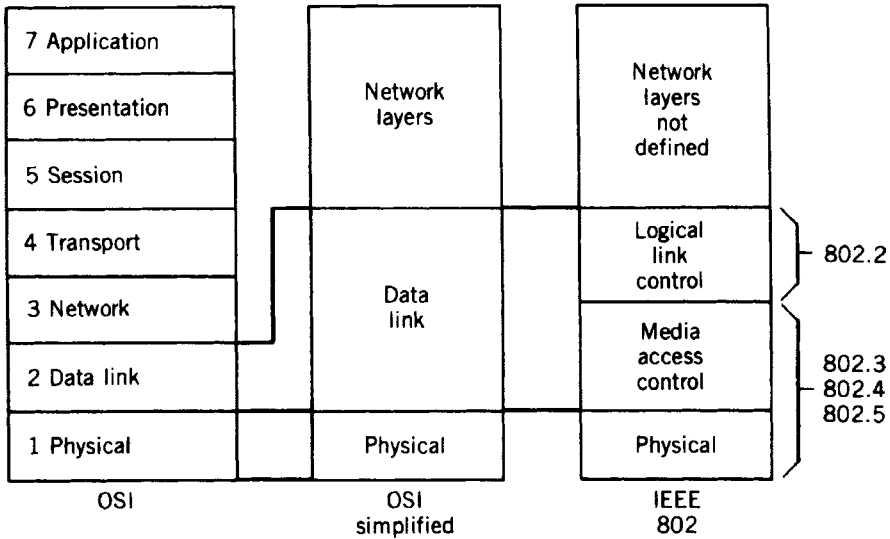 7 Application
6 Presentation
5 Session
4 Transport
3 Network
2 Data link
1 Physical
OSI
Network
layers
Data
link
Physical
OSI
simplified
Network
layers
not
defined
Logical
link
control
Media
access
control
Physical
IEEE
802
802.2
802.3
802.4
802.5